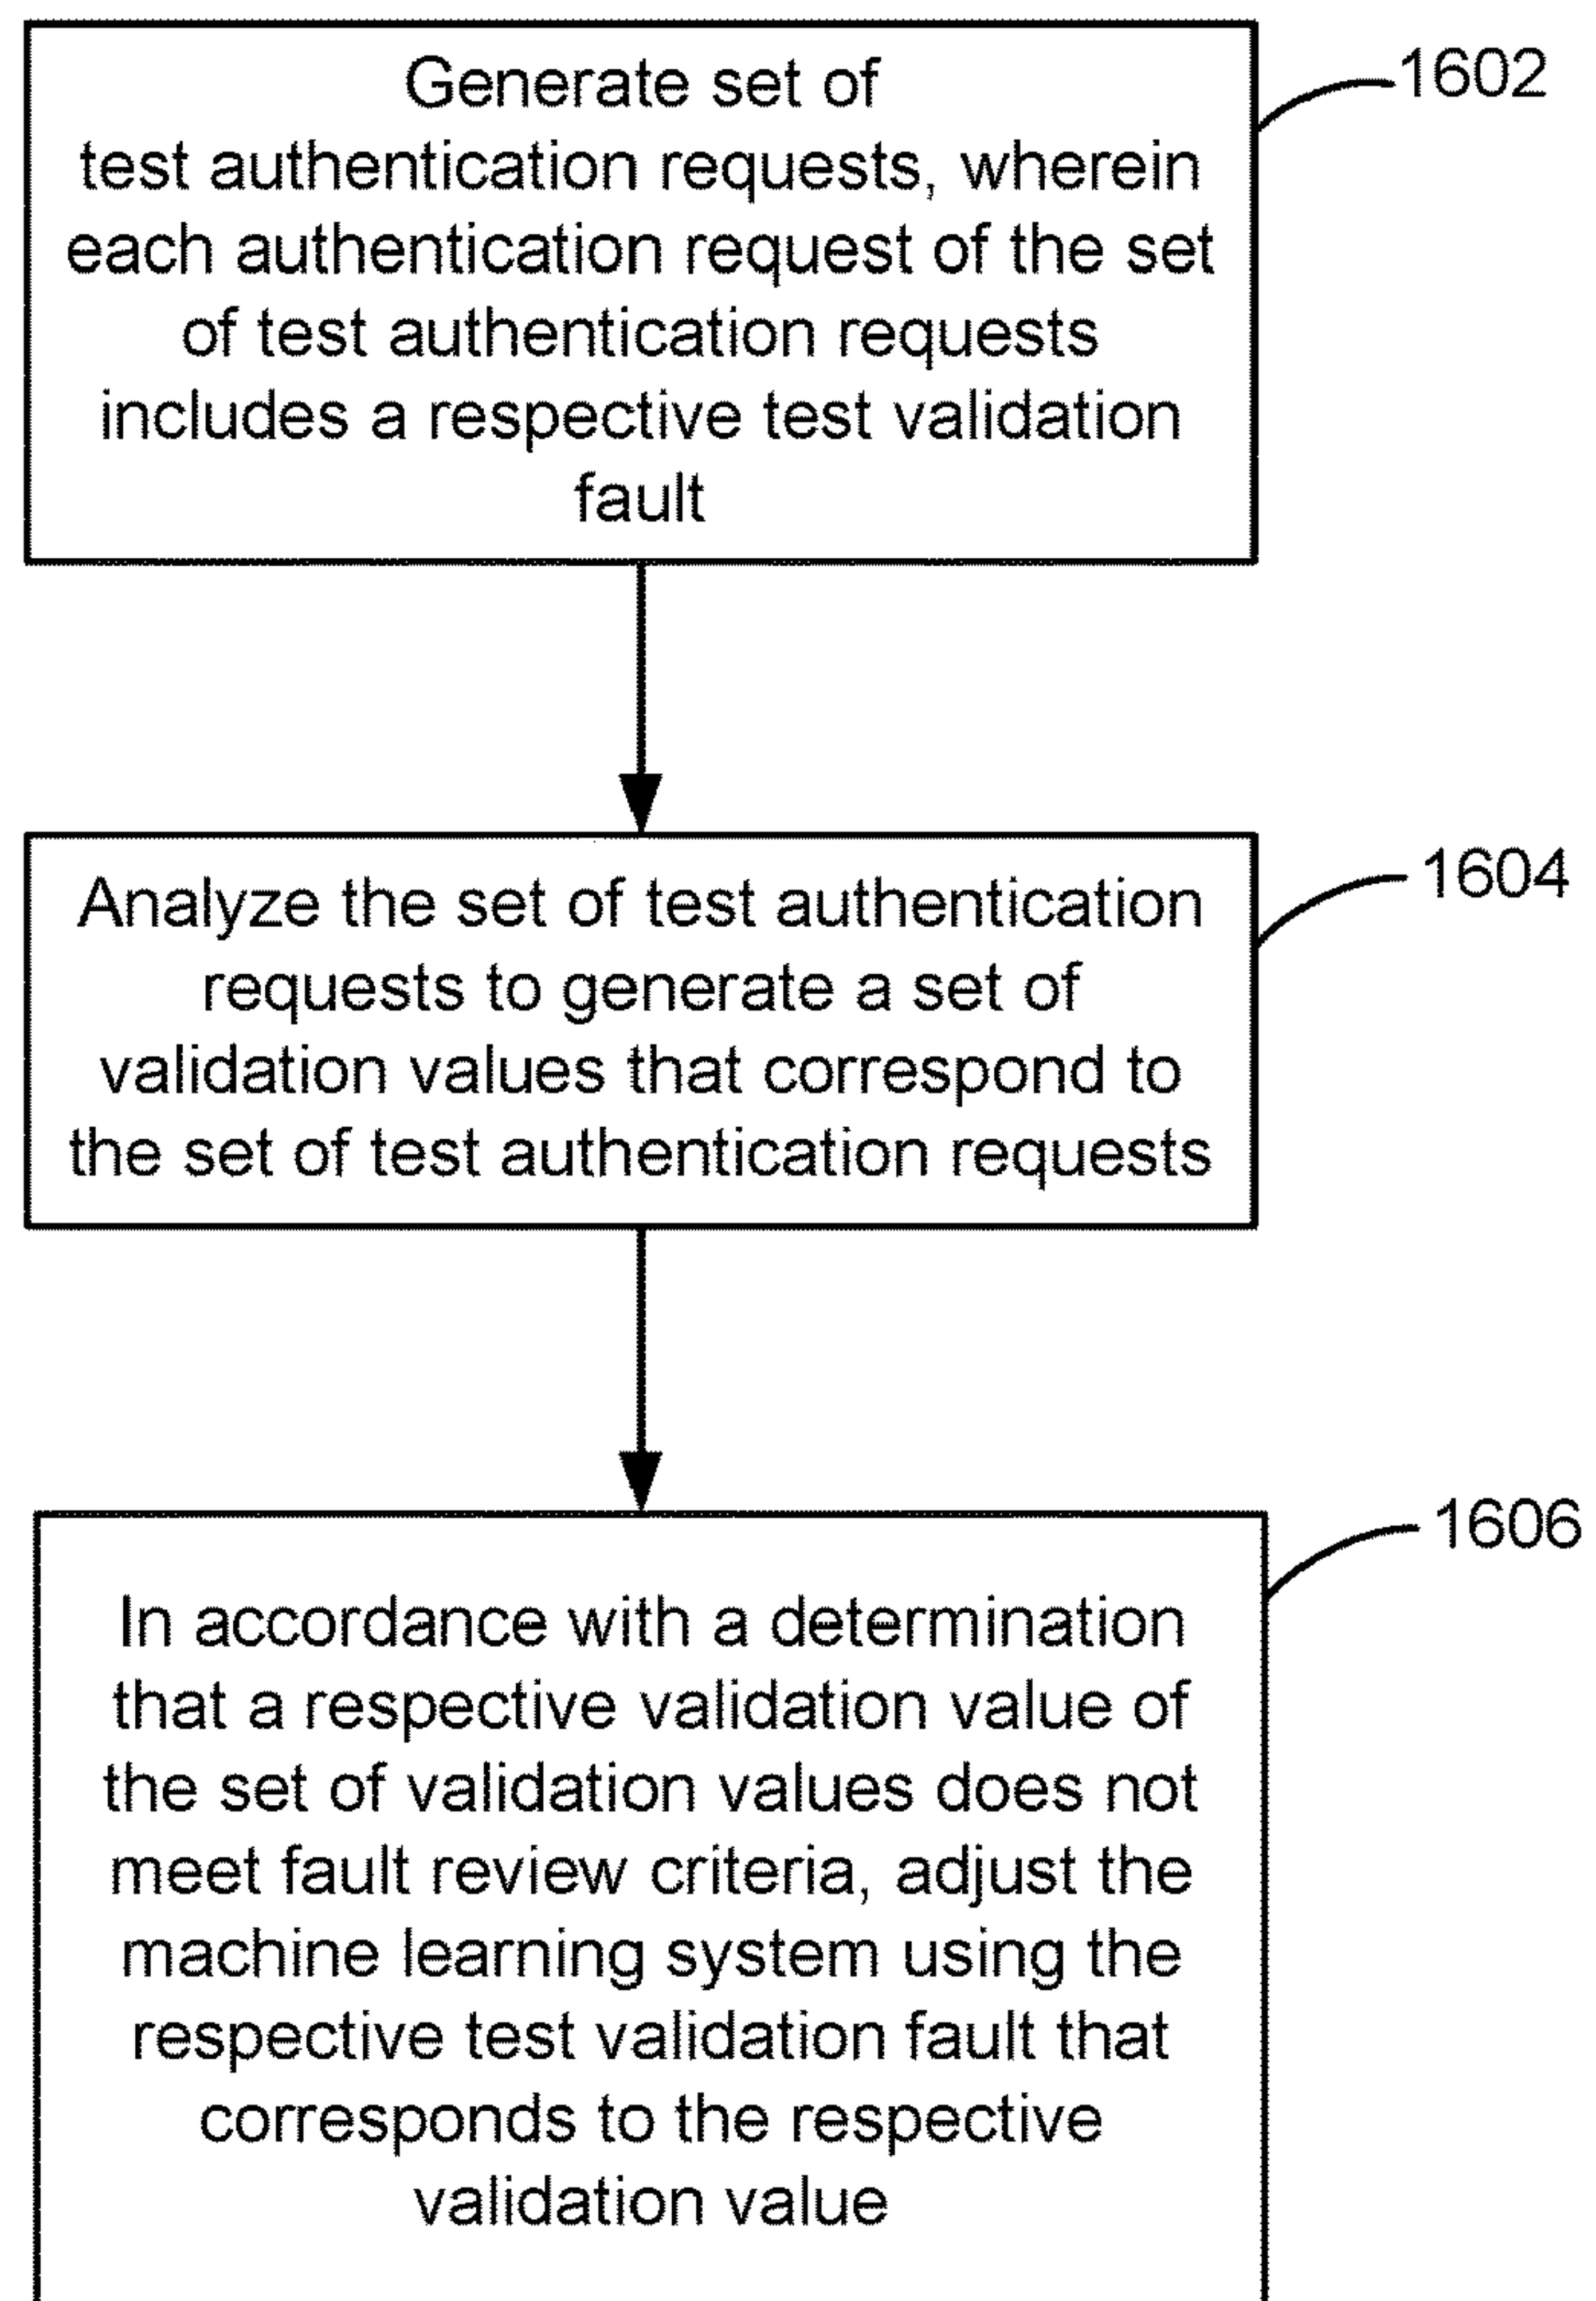 Generate set of
test authentication requests, wherein
each authentication request of the set
of test authentication requests
includes a respective test validation
fault
1602
Analyze the set of test authentication
requests to generate a set of
validation values that correspond to
the set of test authentication requests
1604
In accordance with a determination
that a respective validation value of
the set of validation values does not
meet fault review criteria, adjust the
machine learning system using the
respective test validation fault that
corresponds to the respective
validation value
1606